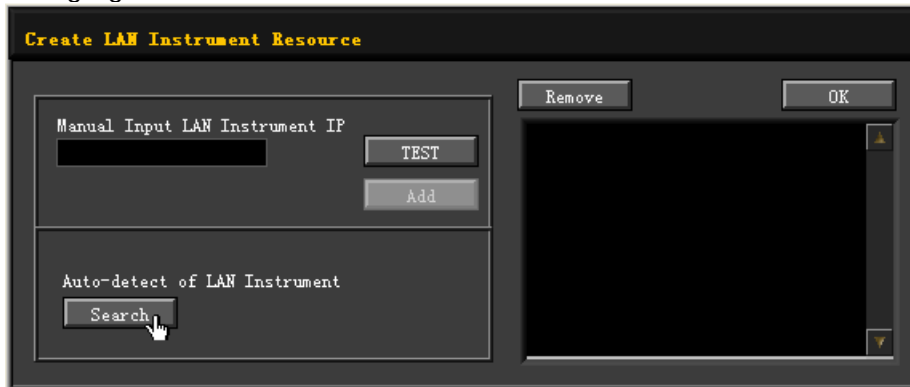 Create LAN Instrument Resource
Remove
OK
Manual Input LAN Instrument IP
TEST
Add
Auto-detect of LAN Instrument
Search